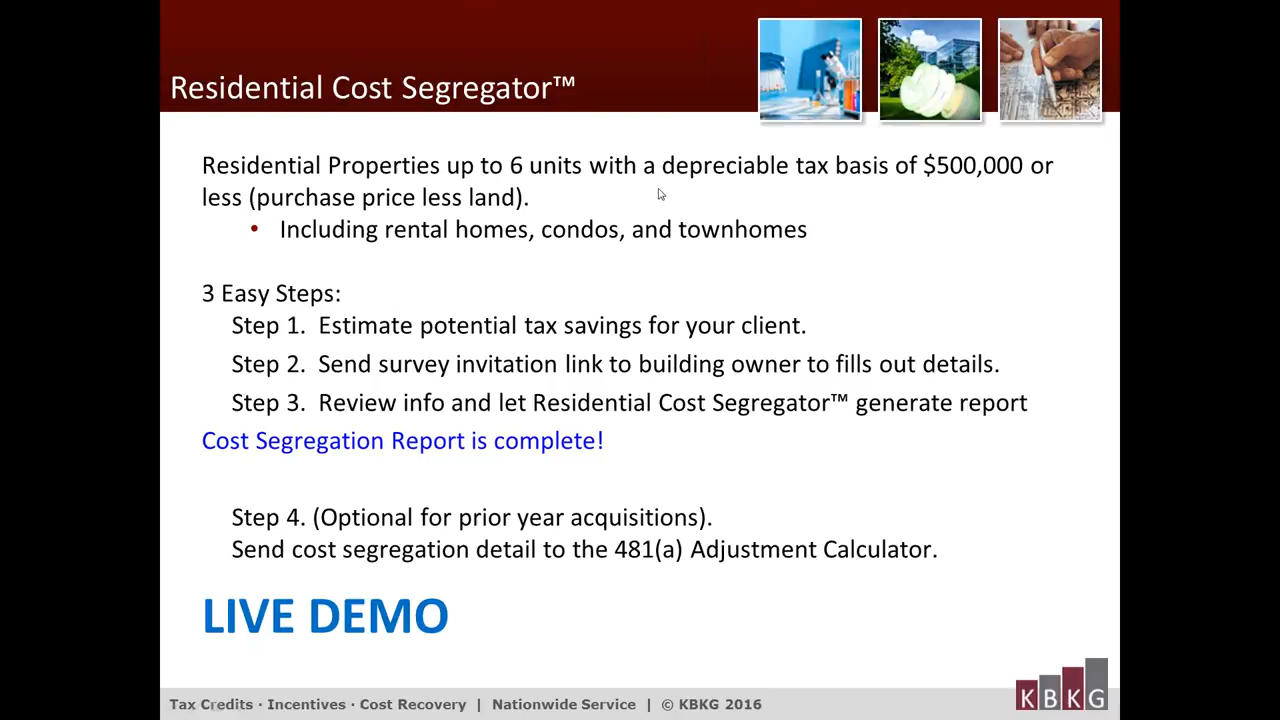 Residential Cost Segregator™
Residential Properties up to 6 units with a depreciable tax basis of $500,000 or
less (purchase price less land).
• Including rental homes, condos, and townhomes
3 Easy Steps:
Step 1. Estimate potential tax savings for your client.
Step 2. Send survey invitation link to building owner to fills out details.
Step 3. Review info and let Residential Cost Segregator™ generate report
Cost Segregation Report is complete!
Step 4. (Optional for prior year acquisitions).
Send cost segregation detail to the 481(a) Adjustment Calculator.
LIVE DEMO
Tax Credits · Incentives · Cost Recovery | Nationwide Service | © KBKG 2016
KBKG